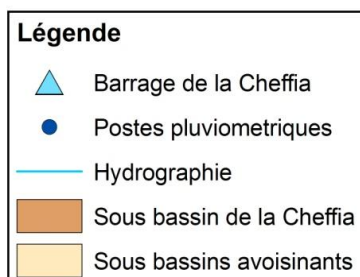 Légende
Barrage de la Cheffia
Postes pluviometriques
Hydrographie
Sous bassin de la Cheffia
Sous bassins avoisinants